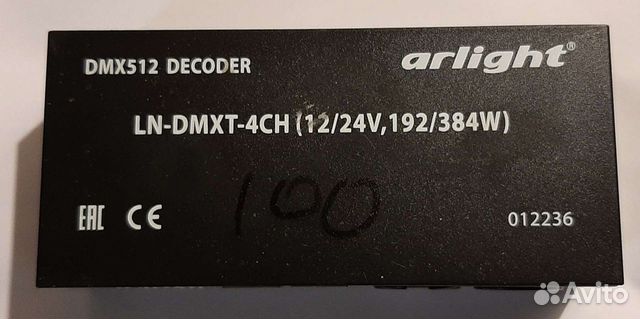 DMX512 DECODER arlight®
LN-DMXT-4CH (12/24V,192/384W)
100
EAC CE 012236
Avito